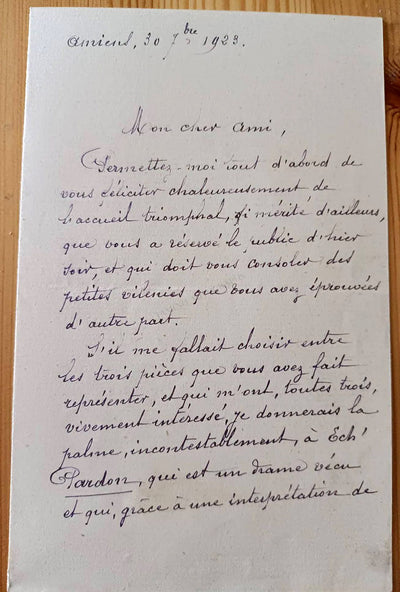 Amiens, 30 7bre 1923.
Mon cher Ami,
Permettez-moi tout d'abord de
vous féliciter chaleureusement de
l'accueil triomphal, si mérité d'ailleurs,
que vous a réservé le public d'hier
soir, et qui doit vous consoler des
petites vilenies que vous avez éprouvées
d'autre part.
S'il me fallait choisir entre
les trois pièces que vous avez fait
représenter, et qui m'ont, toutes trois,
vivement intéressé, je donnerais la
palme, incontestablement, à Ech'
Pardon, qui est un drame vécu
et qui, grâce à une interprétation de